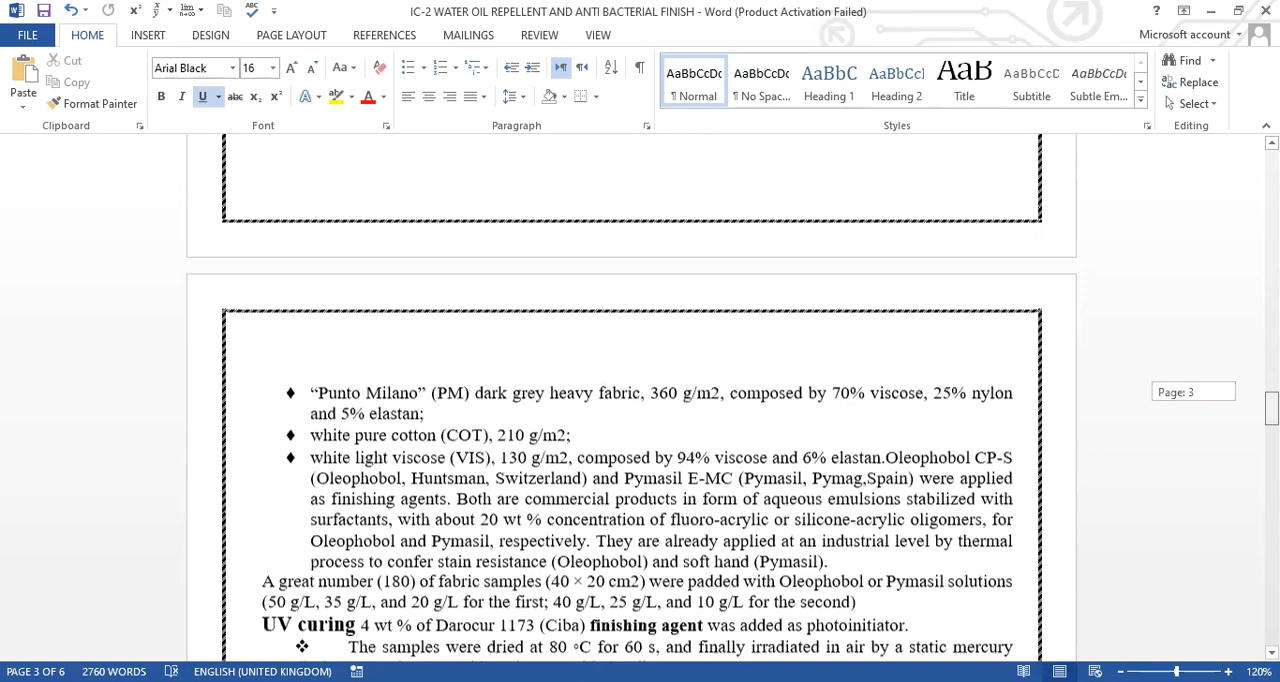 IC-2 WATER OIL REPELLENT AND ANTI BACTERIAL FINISH - Word (Product Activation Failed)
FILE HOME INSERT DESIGN PAGE LAYOUT REFERENCES MAILINGS REVIEW VIEW Microsoft account
Paste
Cut
Copy
Format Painter
Clipboard
Arial Black 16
Font
Paragraph
AaBbCcDc ¶ Normal
AaBbCcDc ¶ No Spac...
AaBbC Heading 1
AaBbCcl Heading 2
AaB Title
AaBbCcD Subtitle
AaBbCcDc Subtle Em...
Styles
Find
Replace
Select
Editing
Page: 3
♦ “Punto Milano” (PM) dark grey heavy fabric, 360 g/m2, composed by 70% viscose, 25% nylon
and 5% elastan;
♦ white pure cotton (COT), 210 g/m2;
♦ white light viscose (VIS), 130 g/m2, composed by 94% viscose and 6% elastan.Oleophobol CP-S
(Oleophobol, Huntsman, Switzerland) and Pymasil E-MC (Pymasil, Pymag,Spain) were applied
as finishing agents. Both are commercial products in form of aqueous emulsions stabilized with
surfactants, with about 20 wt % concentration of fluoro-acrylic or silicone-acrylic oligomers, for
Oleophobol and Pymasil, respectively. They are already applied at an industrial level by thermal
process to confer stain resistance (Oleophobol) and soft hand (Pymasil).
A great number (180) of fabric samples (40 × 20 cm2) were padded with Oleophobol or Pymasil solutions
(50 g/L, 35 g/L, and 20 g/L for the first; 40 g/L, 25 g/L, and 10 g/L for the second)
UV curing 4 wt % of Darocur 1173 (Ciba) finishing agent was added as photoinitiator.
❖ The samples were dried at 80 ◦C for 60 s, and finally irradiated in air by a static mercury
PAGE 3 OF 6 2760 WORDS ENGLISH (UNITED KINGDOM) 120%